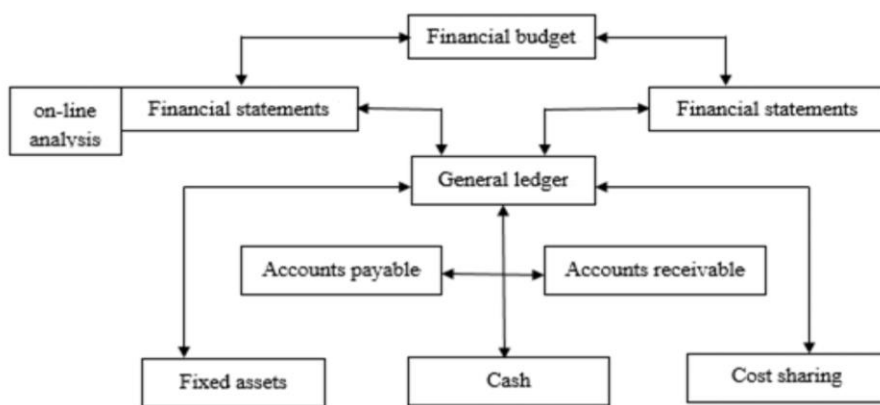 Financial budget
on-line
analysis
Financial statements
Financial statements
General ledger
Accounts payable
Accounts receivable
Fixed assets
Cash
Cost sharing